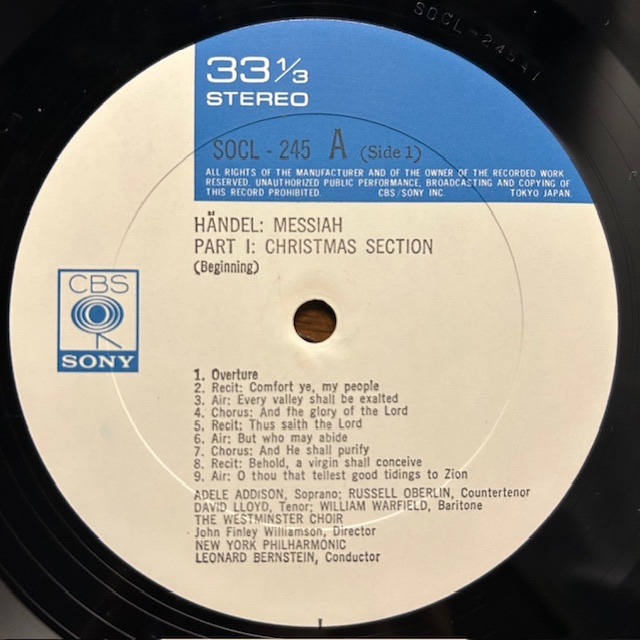 SOCL-245A1
33 1/3
STEREO
SOCL - 245 A (Side 1)
ALL RIGHTS OF THE MANUFACTURER AND OF THE OWNER OF THE RECORDED WORK
RESERVED. UNAUTHORIZED PUBLIC PERFORMANCE, BROADCASTING AND COPYING OF
THIS RECORD PROHIBITED. CBS/SONY INC. TOKYO JAPAN.
HÄNDEL: MESSIAH
PART I: CHRISTMAS SECTION
(Beginning)
CBS
SONY
1. Overture
2. Recit: Comfort ye, my people
3. Air: Every valley shall be exalted
4. Chorus: And fhe glory of the Lord
5. Recit: Thus saith the Lord
6. Air: But who may abide
7. Chorus: And He shall purify
8. Recit: Behold, a virgin shall conceive
9. Air: O thou that tellest good tidings to Zion
ADELE ADDISON, Soprano; RUSSELL OBERLIN, Countertenor
DAVID LLOYD, Tenor; WILLIAM WARFIELD, Baritone
THE WESTMINSTER CHOIR
John Finley Williamson, Director
NEW YORK PHILHARMONIC
LEONARD BERNSTEIN, Conductor